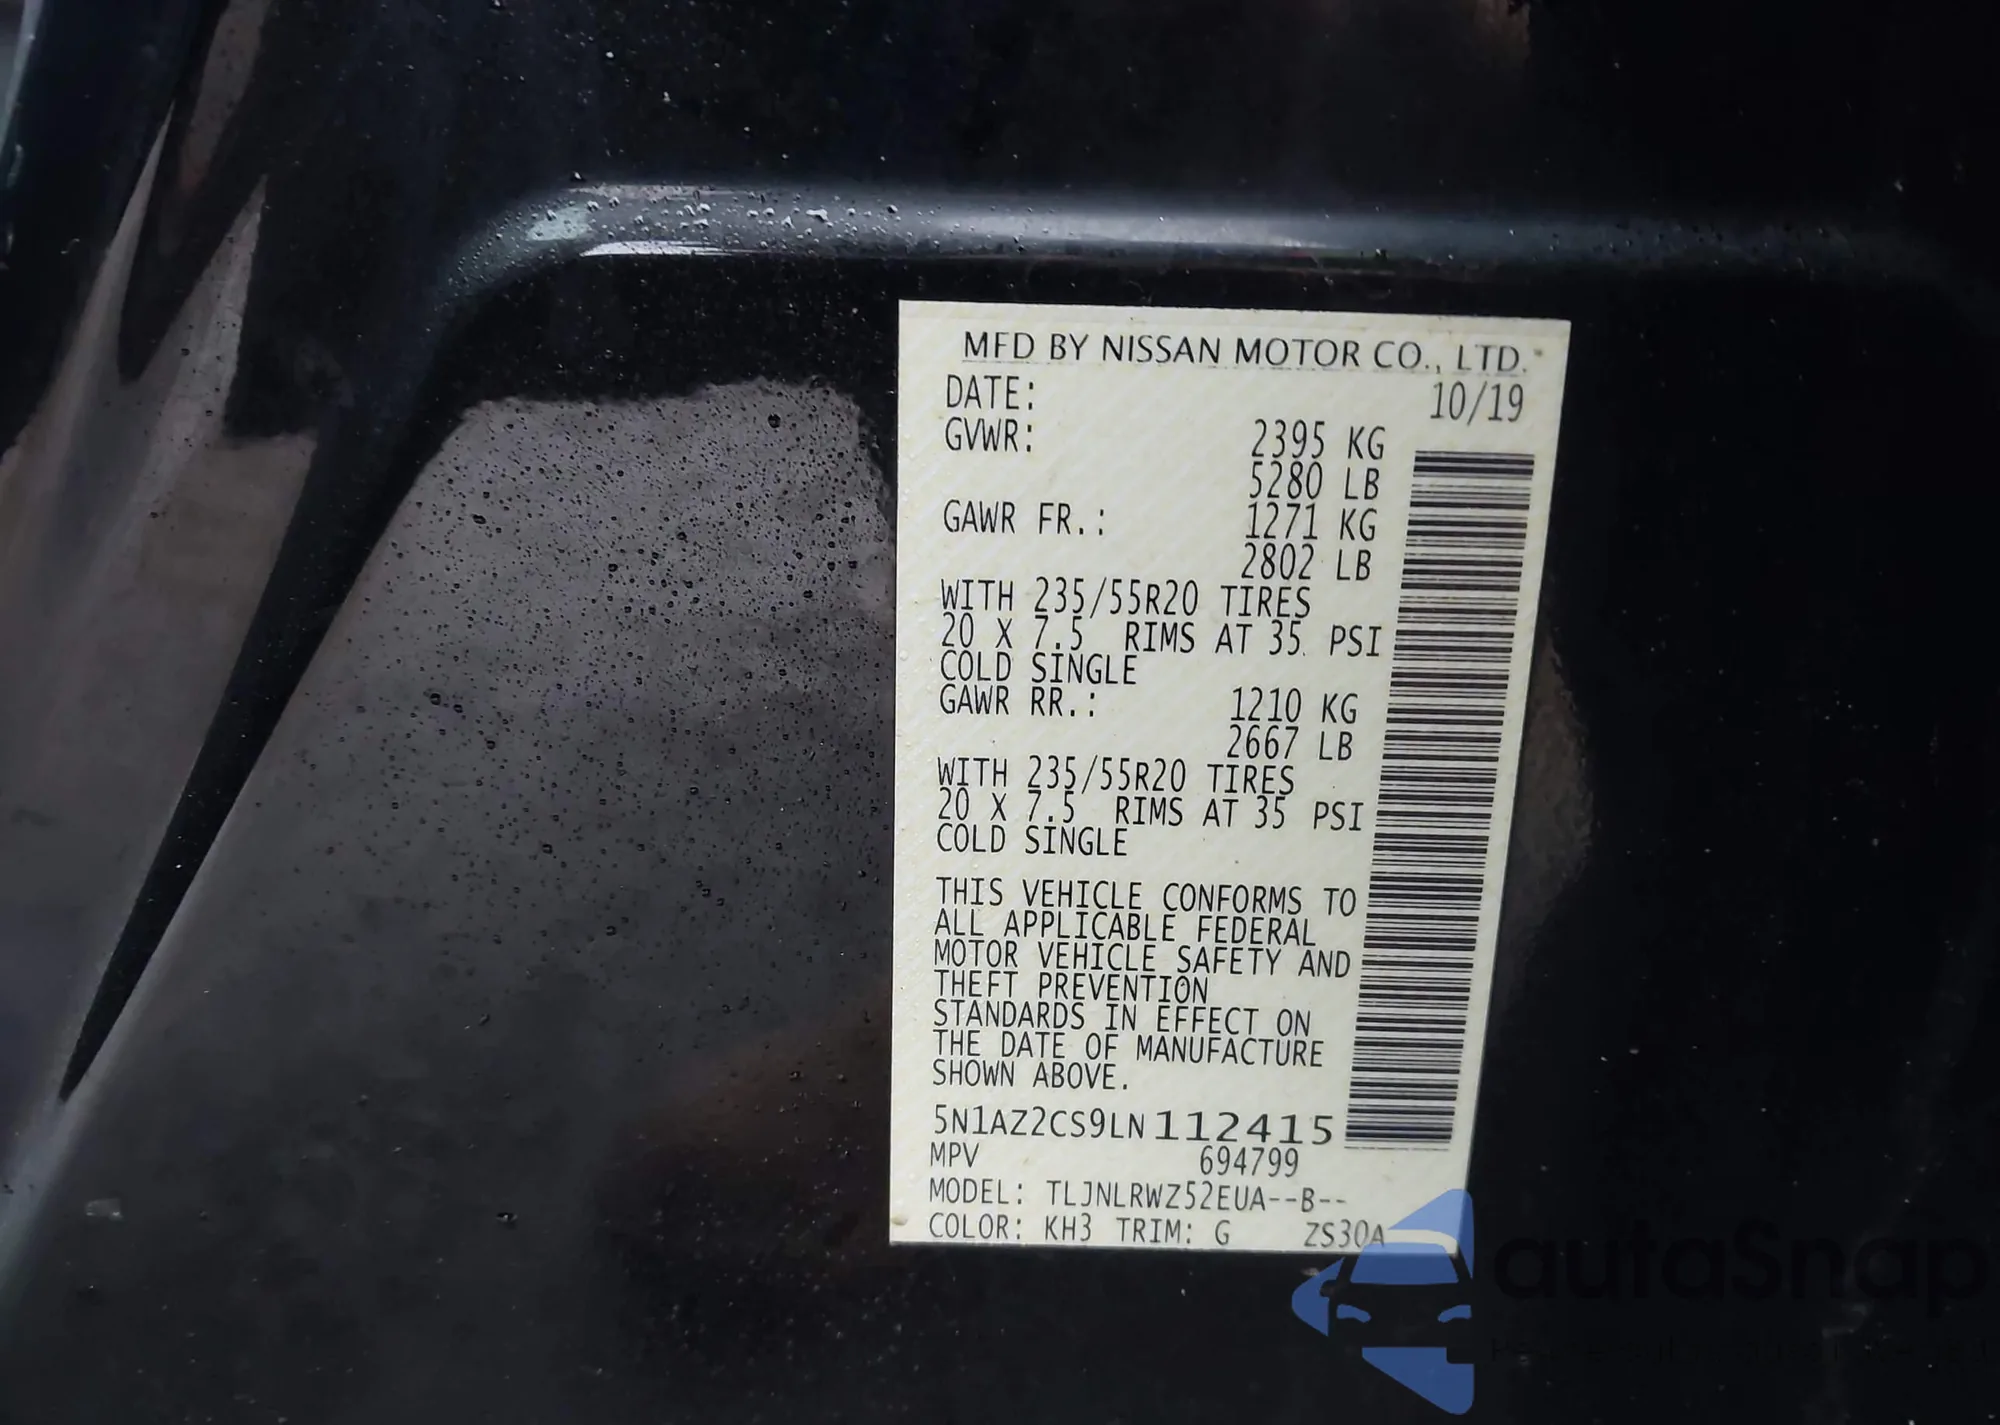 MFD BY NISSAN MOTOR CO., LTD.
DATE: 10/19
GVWR: 2395 KG
5280 LB
GAWR FR.: 1271 KG
2802 LB
WITH 235/55R20 TIRES
20 X 7.5 RIMS AT 35 PSI
COLD SINGLE
GAWR RR.: 1210 KG
2667 LB
WITH 235/55R20 TIRES
20 X 7.5 RIMS AT 35 PSI
COLD SINGLE
THIS VEHICLE CONFORMS TO
ALL APPLICABLE FEDERAL
MOTOR VEHICLE SAFETY AND
THEFT PREVENTION
STANDARDS IN EFFECT ON
THE DATE OF MANUFACTURE
SHOWN ABOVE.
5N1AZ2CS9LN112415
MPV 694799
MODEL: TLJNLRWZ52EUA--B--
COLOR: KH3 TRIM: G ZS30A
autaSnap